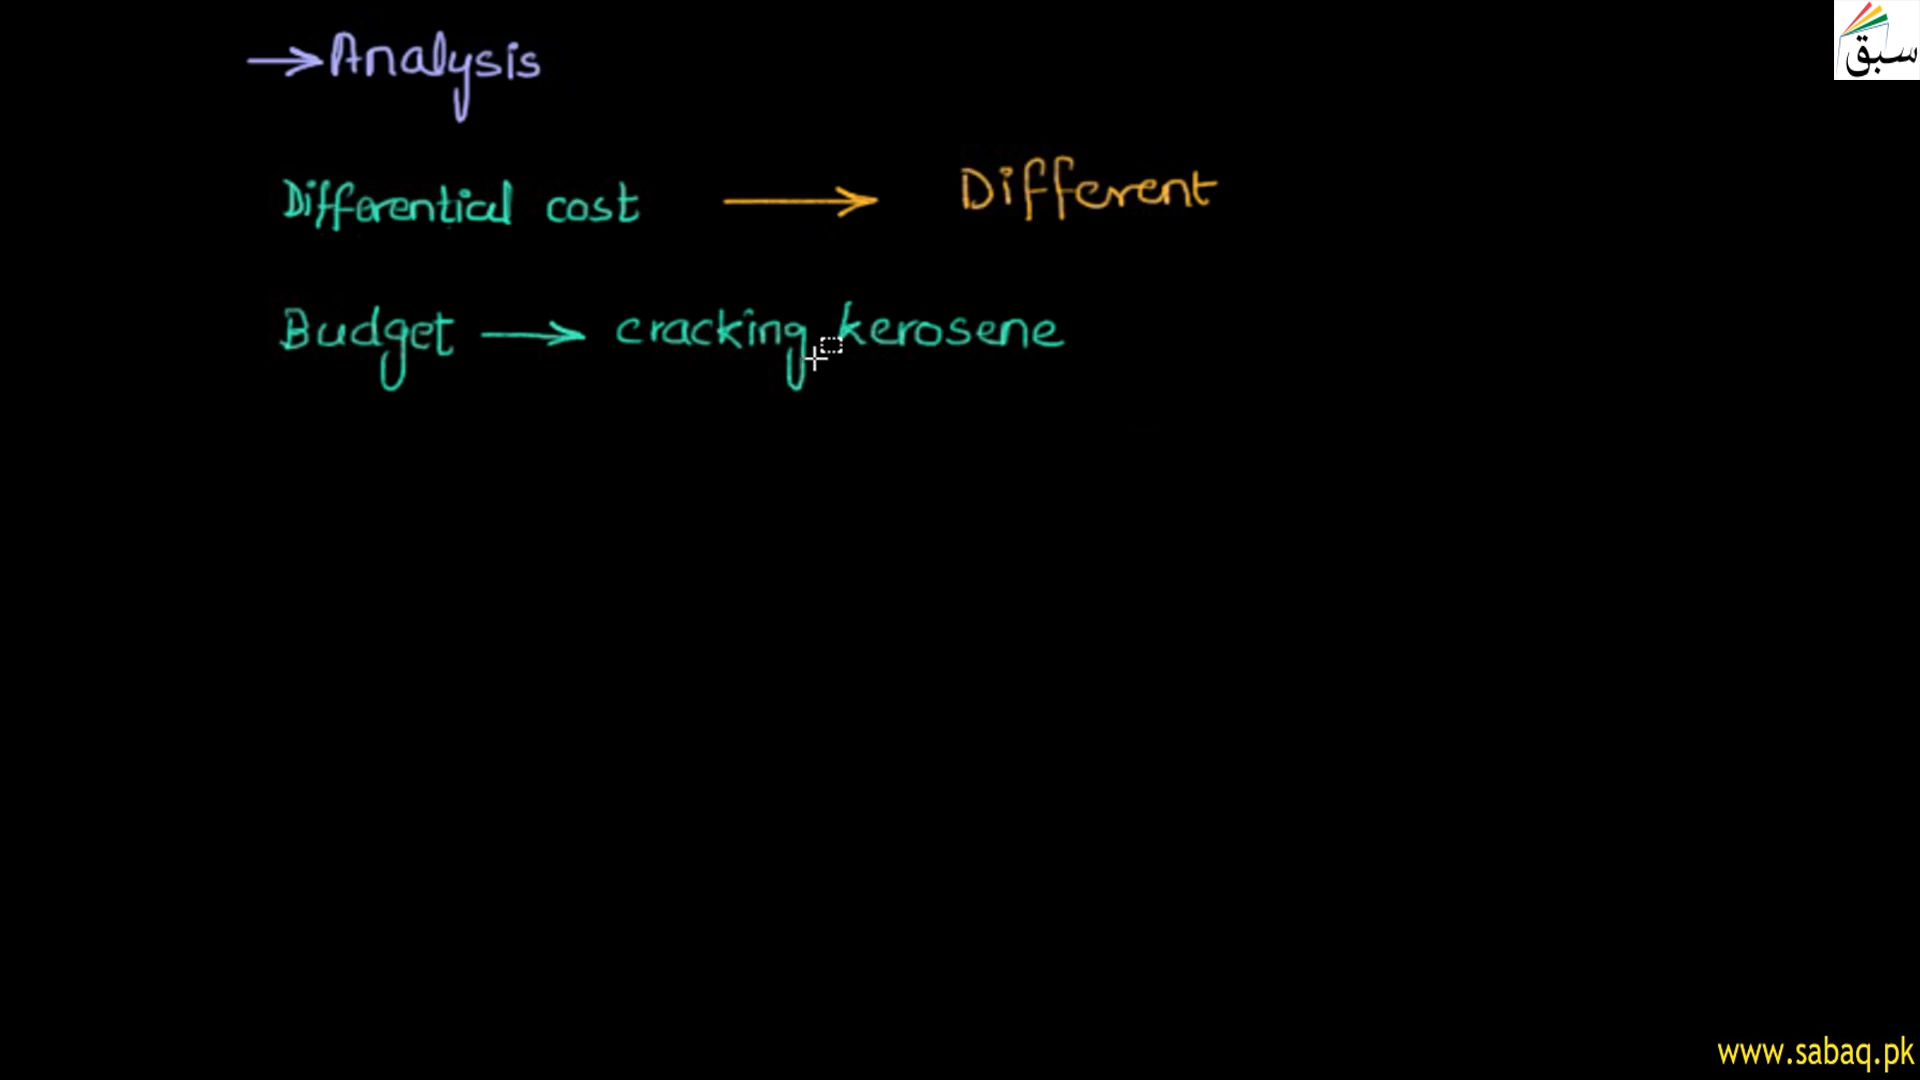 سبق
→ Analysis
Differential cost → Different
Budget → cracking kerosene
www.sabaq.pk